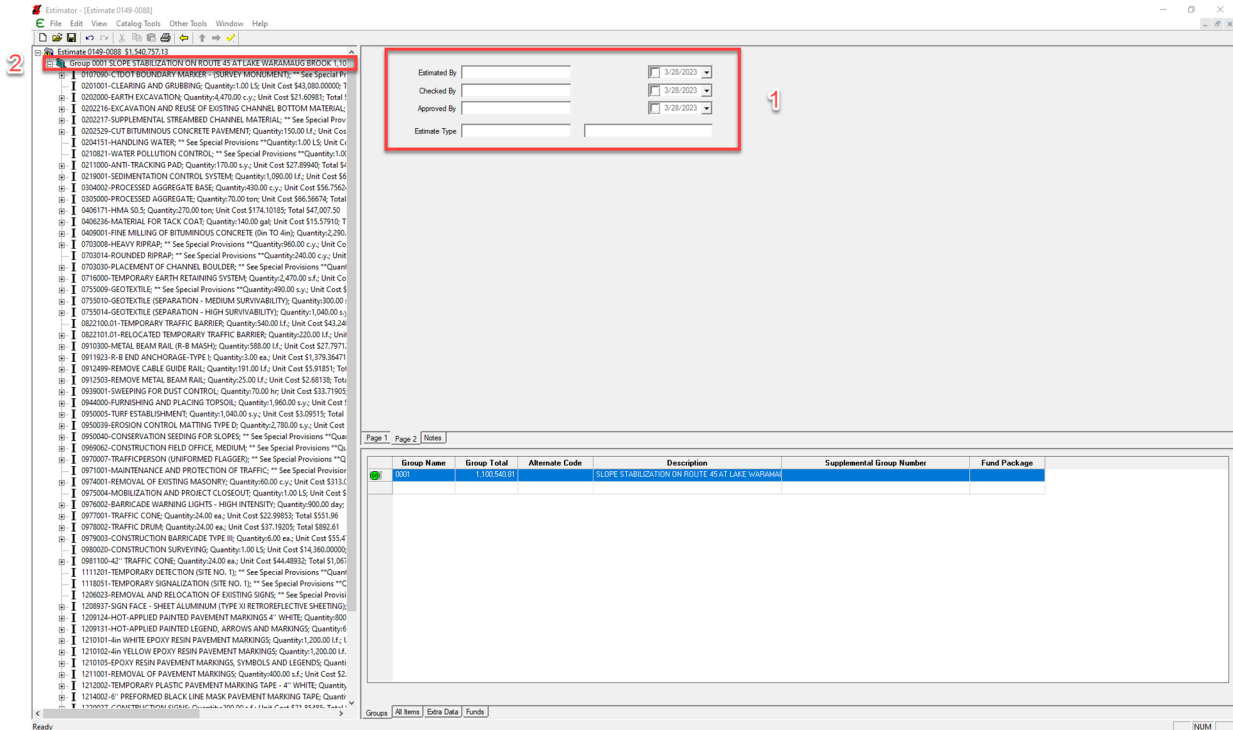 Estimator - [Estimate 0149-0088]
File Edit View Catalog Tools Other Tools Window Help
2
Estimate 0149-0088 $1,540,757.13
Group 0001 SLOPE STABILIZATION ON ROUTE 45 AT LAKE WARAMAUG BROOK 1,10
0107090-CTDOT BOUNDARY MARKER - (SURVEY MONUMENT); ** See Special Pr
0201001-CLEARING AND GRUBBING; Quantity:1.00 LS; Unit Cost $43,080.00000; T
0202000-EARTH EXCAVATION; Quantity:4,470.00 c.y.; Unit Cost $21.60981; Total
0202216-EXCAVATION AND REUSE OF EXISTING CHANNEL BOTTOM MATERIAL;
0202217-SUPPLEMENTAL STREAMBED CHANNEL MATERIAL; ** See Special Prov
0202529-CUT BITUMINOUS CONCRETE PAVEMENT; Quantity:150.00 l.f.; Unit Cos
0204151-HANDLING WATER; ** See Special Provisions **Quantity:1.00 LS; Unit Co
0210821-WATER POLLUTION CONTROL; ** See Special Provisions **Quantity:1.00
0211000-ANTI-TRACKING PAD; Quantity:170.00 s.y.; Unit Cost $27.89940; Total $4
0219001-SEDIMENTATION CONTROL SYSTEM; Quantity:1,090.00 l.f.; Unit Cost $6
0304002-PROCESSED AGGREGATE BASE; Quantity:430.00 c.y.; Unit Cost $56.7562
0305000-PROCESSED AGGREGATE; Quantity:70.00 ton; Unit Cost $66.56674; Total
0406171-HMA S0.5; Quantity:270.00 ton; Unit Cost $174.10185; Total $47,007.50
0406236-MATERIAL FOR TACK COAT; Quantity:140.00 gal; Unit Cost $15.57910; T
0409001-FINE MILLING OF BITUMINOUS CONCRETE (0in TO 4in); Quantity:2,290.
0703008-HEAVY RIPRAP; ** See Special Provisions **Quantity:960.00 c.y.; Unit Co
0703014-ROUNDED RIPRAP; ** See Special Provisions **Quantity:240.00 c.y.; Unit
0703030-PLACEMENT OF CHANNEL BOULDER; ** See Special Provisions **Quant
0716000-TEMPORARY EARTH RETAINING SYSTEM; Quantity:2,470.00 s.f.; Unit Co
0755009-GEOTEXTILE; ** See Special Provisions **Quantity:490.00 s.y.; Unit Cost $
0755010-GEOTEXTILE (SEPARATION - MEDIUM SURVIVABILITY); Quantity:300.00
0755014-GEOTEXTILE (SEPARATION - HIGH SURVIVABILITY); Quantity:1,040.00 s.y
0822100.01-TEMPORARY TRAFFIC BARRIER; Quantity:540.00 l.f.; Unit Cost $43.24
0822101.01-RELOCATED TEMPORARY TRAFFIC BARRIER; Quantity:220.00 l.f.; Uni
0910300-METAL BEAM RAIL (R-B MASH); Quantity:588.00 l.f.; Unit Cost $27.7971
0911923-R-B END ANCHORAGE-TYPE I; Quantity:3.00 ea.; Unit Cost $1,379.36471
0912499-REMOVE CABLE GUIDE RAIL; Quantity:191.00 l.f.; Unit Cost $5.91851; Tot
0912503-REMOVE METAL BEAM RAIL; Quantity:25.00 l.f.; Unit Cost $2.68138; Tota
0939001-SWEEPING FOR DUST CONTROL; Quantity:70.00 hr; Unit Cost $33.71905
0944000-FURNISHING AND PLACING TOPSOIL; Quantity:1,960.00 s.y.; Unit Cost
0950005-TURF ESTABLISHMENT; Quantity:1,040.00 s.y.; Unit Cost $3.09515; Total
0950039-EROSION CONTROL MATTING TYPE D; Quantity:2,780.00 s.y.; Unit Cost
0950040-CONSERVATION SEEDING FOR SLOPES; ** See Special Provisions **Qua
0969062-CONSTRUCTION FIELD OFFICE, MEDIUM; ** See Special Provisions **Qu
0970007-TRAFFICPERSON (UNIFORMED FLAGGER); ** See Special Provisions **Q
0971001-MAINTENANCE AND PROTECTION OF TRAFFIC; ** See Special Provision
0974001-REMOVAL OF EXISTING MASONRY; Quantity:60.00 c.y.; Unit Cost $313.0
0975004-MOBILIZATION AND PROJECT CLOSEOUT; Quantity:1.00 LS; Unit Cost $
0976002-BARRICADE WARNING LIGHTS - HIGH INTENSITY; Quantity:900.00 day;
0977001-TRAFFIC CONE; Quantity:24.00 ea.; Unit Cost $22.99853; Total $551.96
0978002-TRAFFIC DRUM; Quantity:24.00 ea.; Unit Cost $37.19205; Total $892.61
0979003-CONSTRUCTION BARRICADE TYPE III; Quantity:6.00 ea.; Unit Cost $55.4
0980020-CONSTRUCTION SURVEYING; Quantity:1.00 LS; Unit Cost $14,360.00000;
0981100-42" TRAFFIC CONE; Quantity:24.00 ea.; Unit Cost $44.48932; Total $1,067
1111201-TEMPORARY DETECTION (SITE NO. 1); ** See Special Provisions **Quant
1118051-TEMPORARY SIGNALIZATION (SITE NO. 1); ** See Special Provisions **C
1206023-REMOVAL AND RELOCATION OF EXISTING SIGNS; ** See Special Provisi
1208937-SIGN FACE - SHEET ALUMINUM (TYPE XI RETROREFLECTIVE SHEETING);
1209124-HOT-APPLIED PAINTED PAVEMENT MARKINGS 4" WHITE; Quantity:800
1209131-HOT-APPLIED PAINTED LEGEND, ARROWS AND MARKINGS; Quantity:6
1210101-4in WHITE EPOXY RESIN PAVEMENT MARKINGS; Quantity:1,200.00 l.f.; U
1210102-4in YELLOW EPOXY RESIN PAVEMENT MARKINGS; Quantity:1,200.00 l.f.
1210105-EPOXY RESIN PAVEMENT MARKINGS, SYMBOLS AND LEGENDS; Quanti
1211001-REMOVAL OF PAVEMENT MARKINGS; Quantity:400.00 s.f.; Unit Cost $2.
1212002-TEMPORARY PLASTIC PAVEMENT MARKING TAPE - 4" WHITE; Quantity
1214002-6" PREFORMED BLACK LINE MASK PAVEMENT MARKING TAPE; Quanti
1220027-CONSTRUCTION SIGNS; Quantity:200.00 s.f.; Unit Cost $21.85485; Total
Estimated By 3/28/2023
Checked By 3/28/2023
Approved By 3/28/2023
Estimate Type
1
Page 1 Page 2 Notes
Group Name Group Total Alternate Code Description Supplemental Group Number Fund Package
0001 1,100,540.81 SLOPE STABILIZATION ON ROUTE 45 AT LAKE WARAMAU
Groups All Items Extra Data Funds
Ready NUM